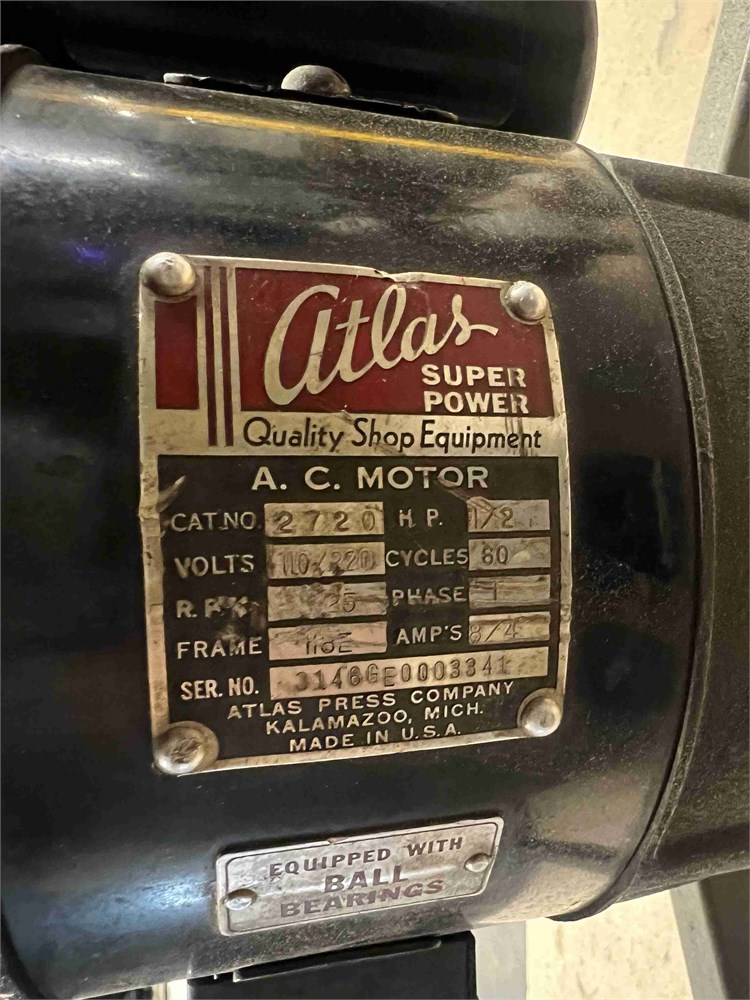 Atlas
SUPER
POWER
Quality Shop Equipment
A. C. MOTOR
CAT.NO. 2720 H.P. 1/2
VOLTS 110/220 CYCLES 60
PHASE 1
FRAME AMP'S 8/4
SER. NO. 3146GE0003341
ATLAS PRESS COMPANY
KALAMAZOO, MICH.
MADE IN U.S.A.
EQUIPPED WITH
BALL
BEARINGS